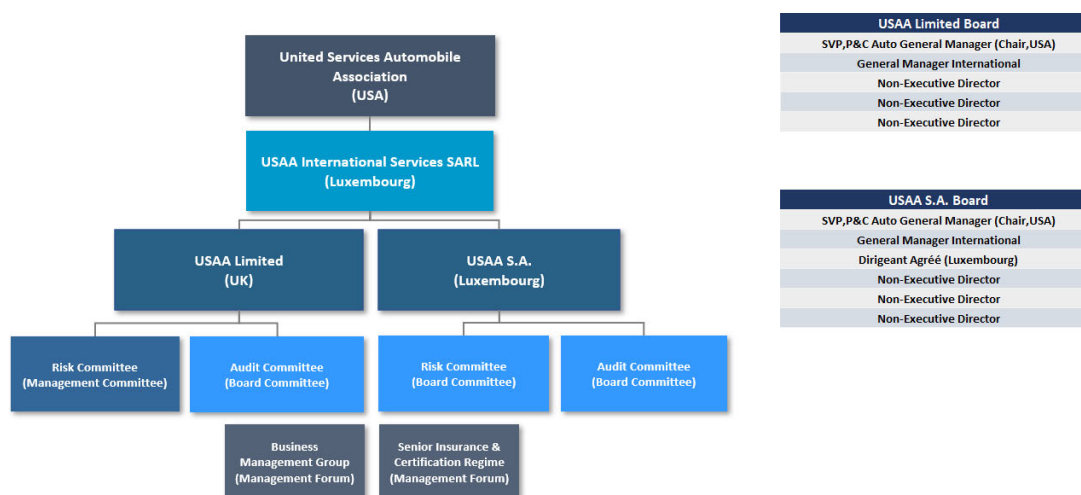 United Services Automobile
Association
(USA)
USAA International Services SARL
(Luxembourg)
USAA Limited
(UK)
USAA S.A.
(Luxembourg)
Risk Committee
(Management Committee)
Audit Committee
(Board Committee)
Risk Committee
(Board Committee)
Audit Committee
(Board Committee)
Business
Management Group
(Management Forum)
Senior Insurance &
Certification Regime
(Management Forum)
USAA Limited Board
SVP,P&C Auto General Manager (Chair,USA)
General Manager International
Non-Executive Director
Non-Executive Director
Non-Executive Director
USAA S.A. Board
SVP,P&C Auto General Manager (Chair,USA)
General Manager International
Dirigeant Agréé (Luxembourg)
Non-Executive Director
Non-Executive Director
Non-Executive Director